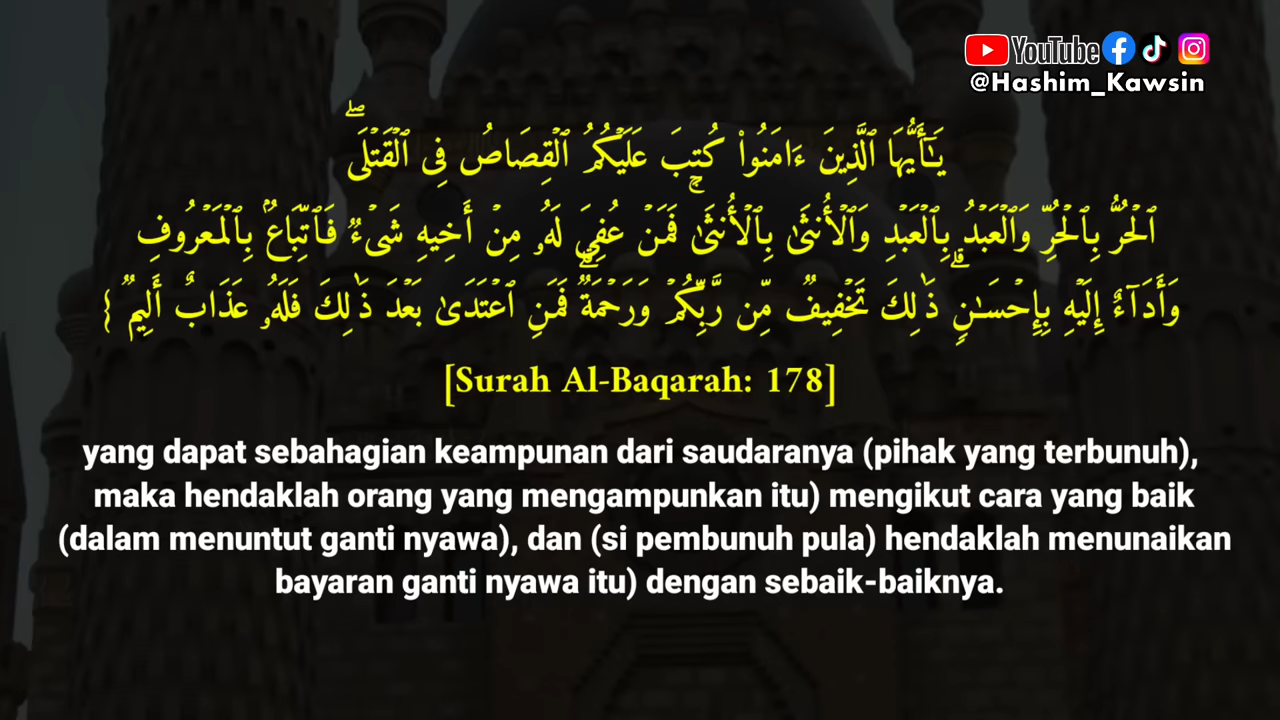 YouTube
@Hashim_Kawsin
يَـٰٓأَيُّهَا ٱلَّذِينَ ءَامَنُوا۟ كُتِبَ عَلَيْكُمُ ٱلْقِصَاصُ فِى ٱلْقَتْلَىۖ
ٱلْحُرُّ بِٱلْحُرِّ وَٱلْعَبْدُ بِٱلْعَبْدِ وَٱلْأُنثَىٰ بِٱلْأُنثَىٰۚ فَمَنْ عُفِىَ لَهُۥ مِنْ أَخِيهِ شَىْءٌ فَٱتِّبَاعٌۢ بِٱلْمَعْرُوفِ
وَأَدَآءٌ إِلَيْهِ بِإِحْسَـٰنٍۗ ذَٰلِكَ تَخْفِيفٌ مِّن رَّبِّكُمْ وَرَحْمَةٌۗ فَمَنِ ٱعْتَدَىٰ بَعْدَ ذَٰلِكَ فَلَهُۥ عَذَابٌ أَلِيمٌ }
[Surah Al-Baqarah: 178]
yang dapat sebahagian keampunan dari saudaranya (pihak yang terbunuh),
maka hendaklah orang yang mengampunkan itu) mengikut cara yang baik
(dalam menuntut ganti nyawa), dan (si pembunuh pula) hendaklah menunaikan
bayaran ganti nyawa itu) dengan sebaik-baiknya.